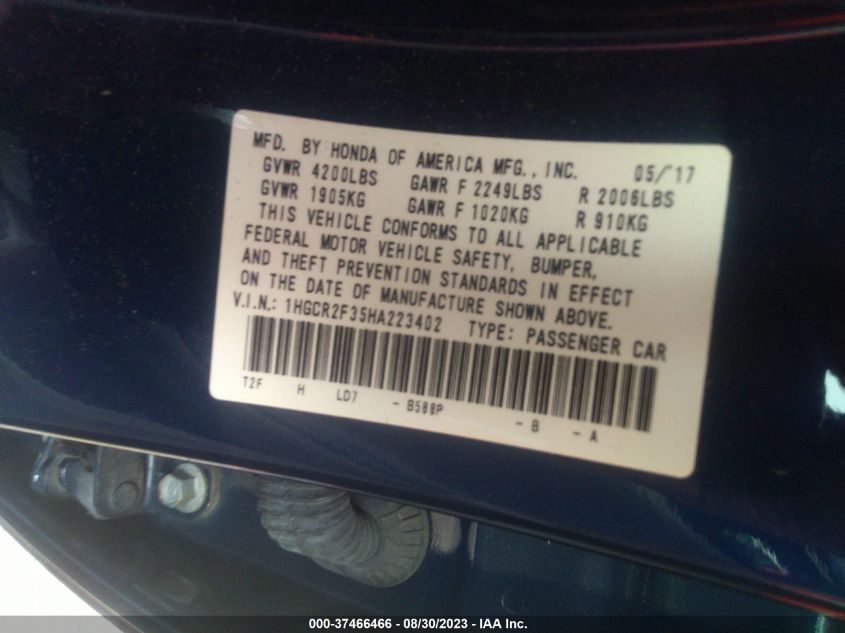 MFD. BY HONDA OF AMERICA MFG., INC. 05/'17
GVWR 4200LBS GAWR F 2249LBS R 2006LBS
GVWR 1905KG GAWR F 1020KG R 910KG
THIS VEHICLE CONFORMS TO ALL APPLICABLE
FEDERAL MOTOR VEHICLE SAFETY, BUMPER,
AND THEFT PREVENTION STANDARDS IN EFFECT
ON THE DATE OF MANUFACTURE SHOWN ABOVE.
V.I.N.: 1HGCR2F35HA223402 TYPE: PASSENGER CAR
T2F H LD7 - B588P - B - A
000-37466466 - 08/30/2023 - IAA Inc.